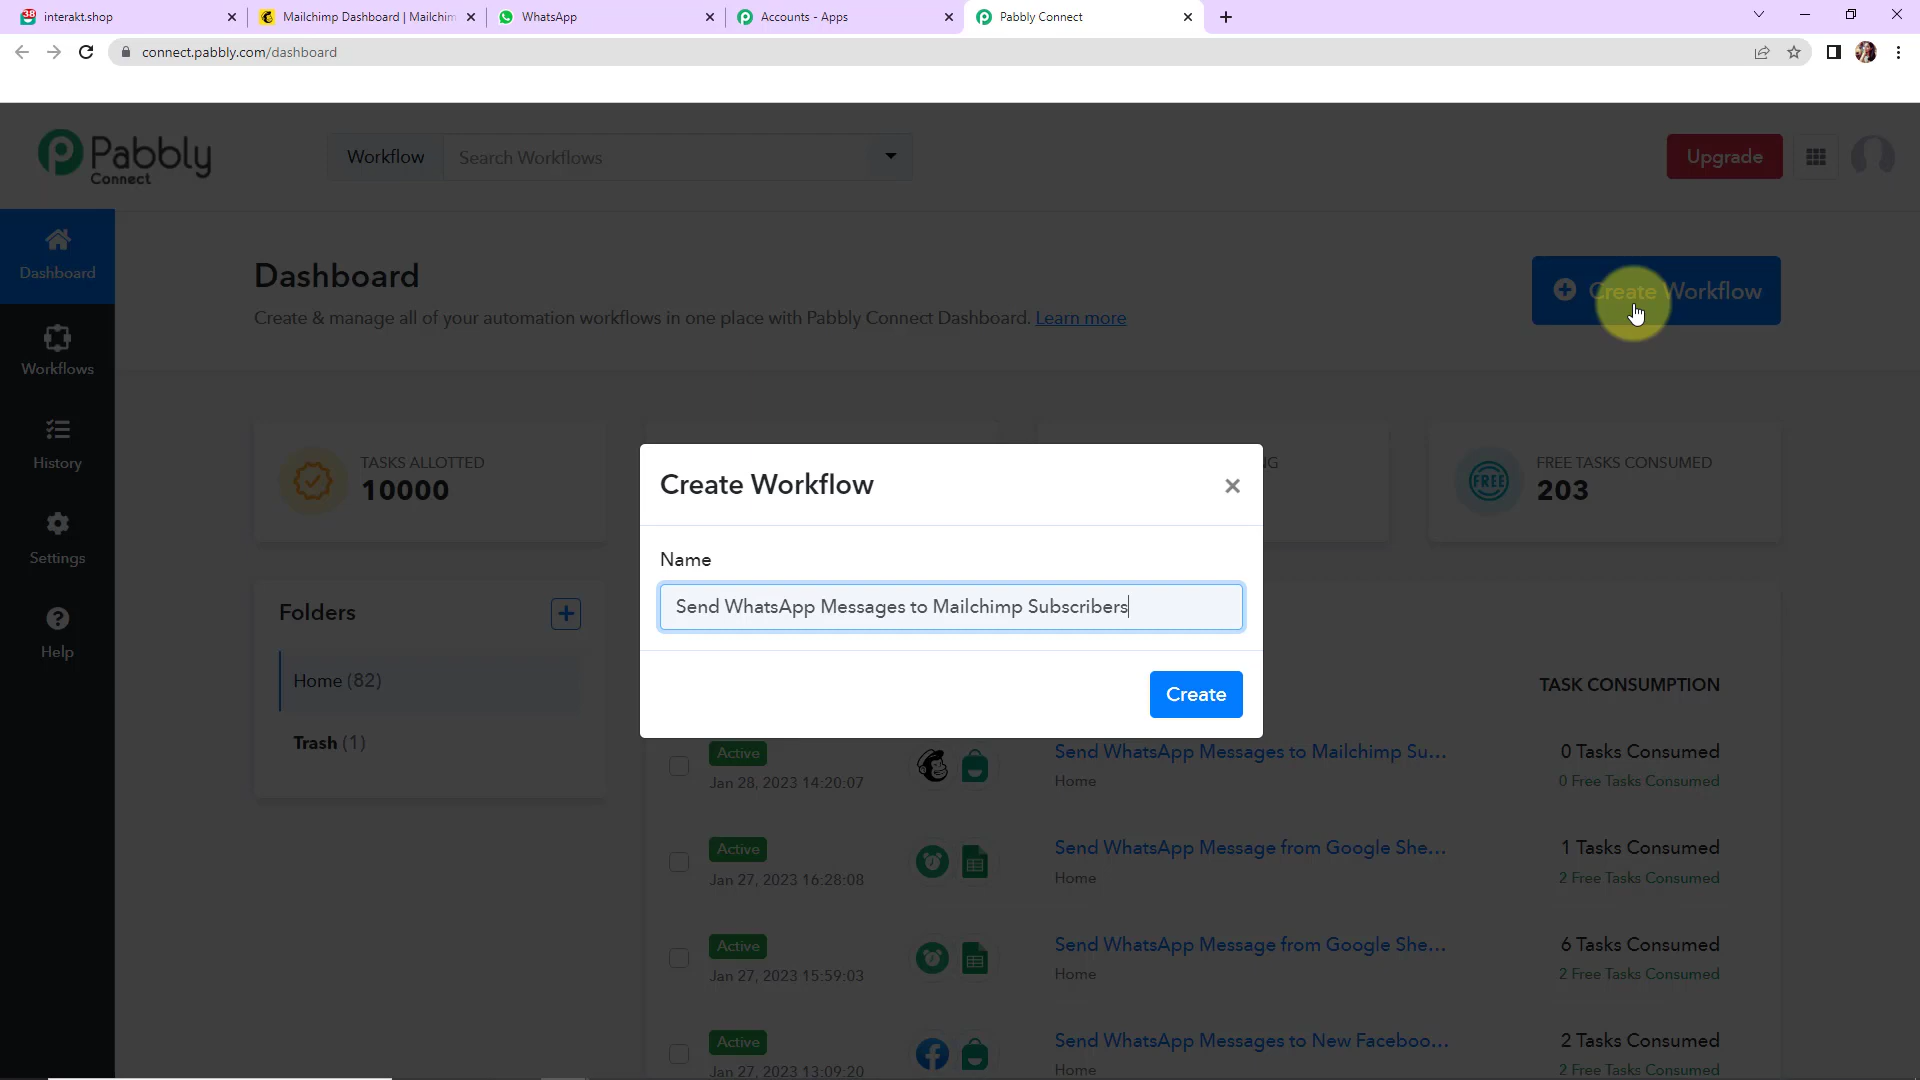 38
interakt.shop
Mailchimp Dashboard | Mailchim
WhatsApp
Accounts - Apps
Pabbly Connect
connect.pabbly.com/dashboard
Pabbly
Connect
Workflow
Search Workflows
Upgrade
Dashboard
Workflows
History
Settings
Help
Dashboard
Create & manage all of your automation workflows in one place with Pabbly Connect Dashboard. Learn more
Create Workflow
TASKS ALLOTTED
10000
NG
FREE
FREE TASKS CONSUMED
203
Create Workflow
×
Name
Send WhatsApp Messages to Mailchimp Subscribers
Create
Folders
Home (82)
Trash (1)
TASK CONSUMPTION
Active
Jan 28, 2023 14:20:07
Send WhatsApp Messages to Mailchimp Su...
Home
0 Tasks Consumed
0 Free Tasks Consumed
Active
Jan 27, 2023 16:28:08
Send WhatsApp Message from Google She...
Home
1 Tasks Consumed
2 Free Tasks Consumed
Active
Jan 27, 2023 15:59:03
Send WhatsApp Message from Google She...
Home
6 Tasks Consumed
2 Free Tasks Consumed
Active
Jan 27, 2023 13:09:20
Send WhatsApp Messages to New Faceboo...
Home
2 Tasks Consumed
2 Free Tasks Consumed